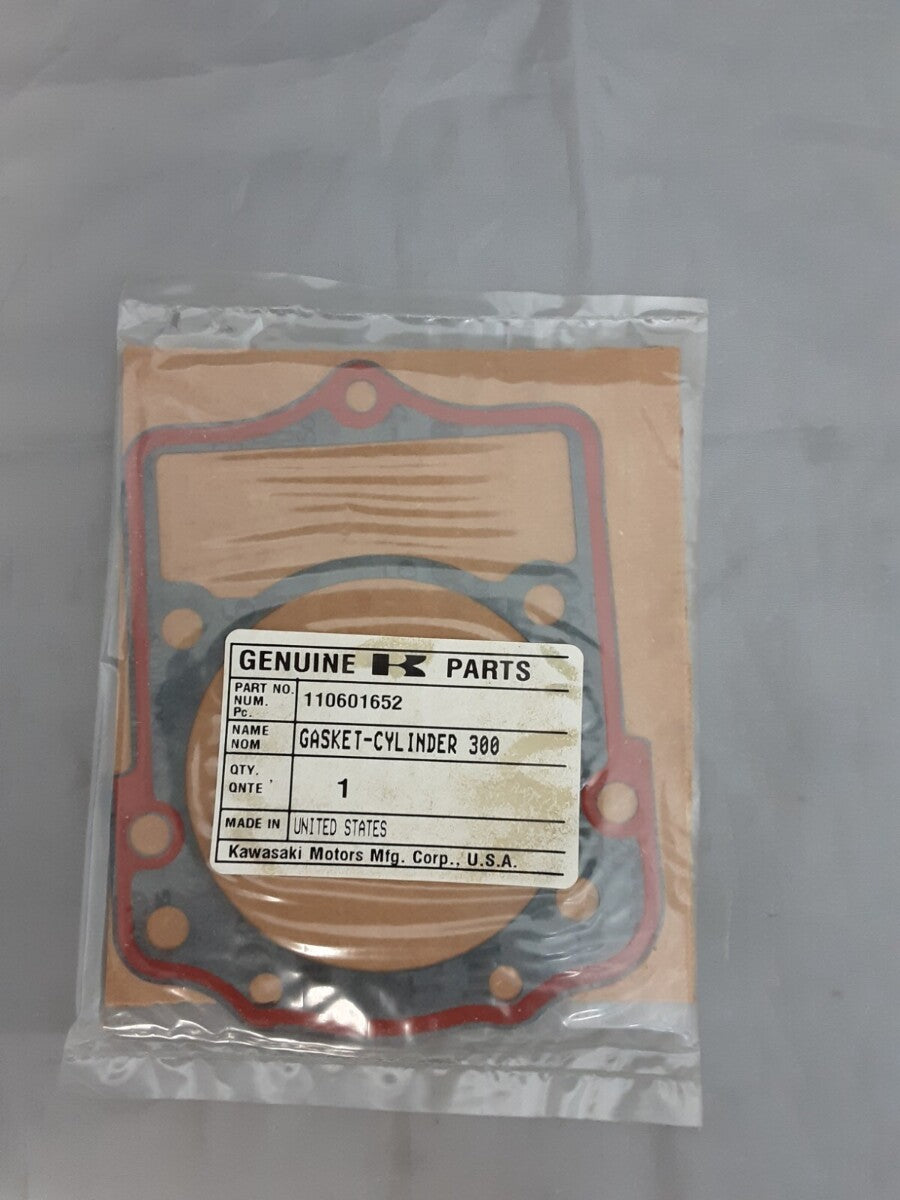 GENUINE K PARTS
PART NO.
NUM.
Pc.
110601652
NAME
NOM
GASKET-CYLINDER 300
QTY.
QNTE
1
MADE IN
UNITED STATES
Kawasaki Motors Mfg. Corp., U.S.A.